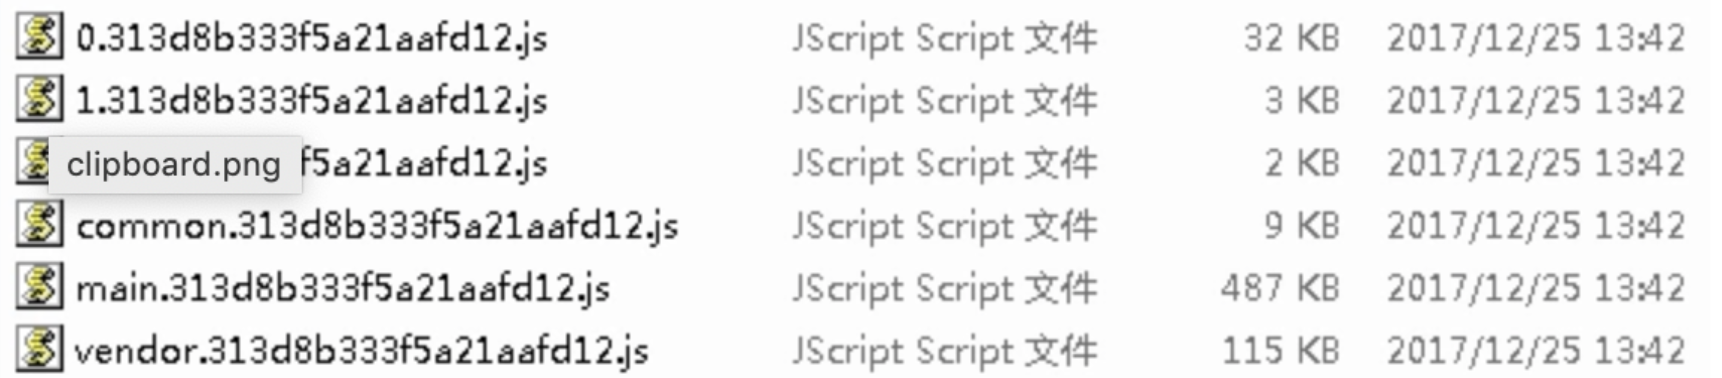 0.313d8b333f5a21aafd12.js JScript Script 文件 32 KB 2017/12/25 13:42
1.313d8b333f5a21aafd12.js JScript Script 文件 3 KB 2017/12/25 13:42
clipboard.png f5a21aafd12.js JScript Script 文件 2 KB 2017/12/25 13:42
common.313d8b333f5a21aafd12.js JScript Script 文件 9 KB 2017/12/25 13:42
main.313d8b333f5a21aafd12.js JScript Script 文件 487 KB 2017/12/25 13:42
vendor.313d8b333f5a21aafd12.js JScript Script 文件 115 KB 2017/12/25 13:42